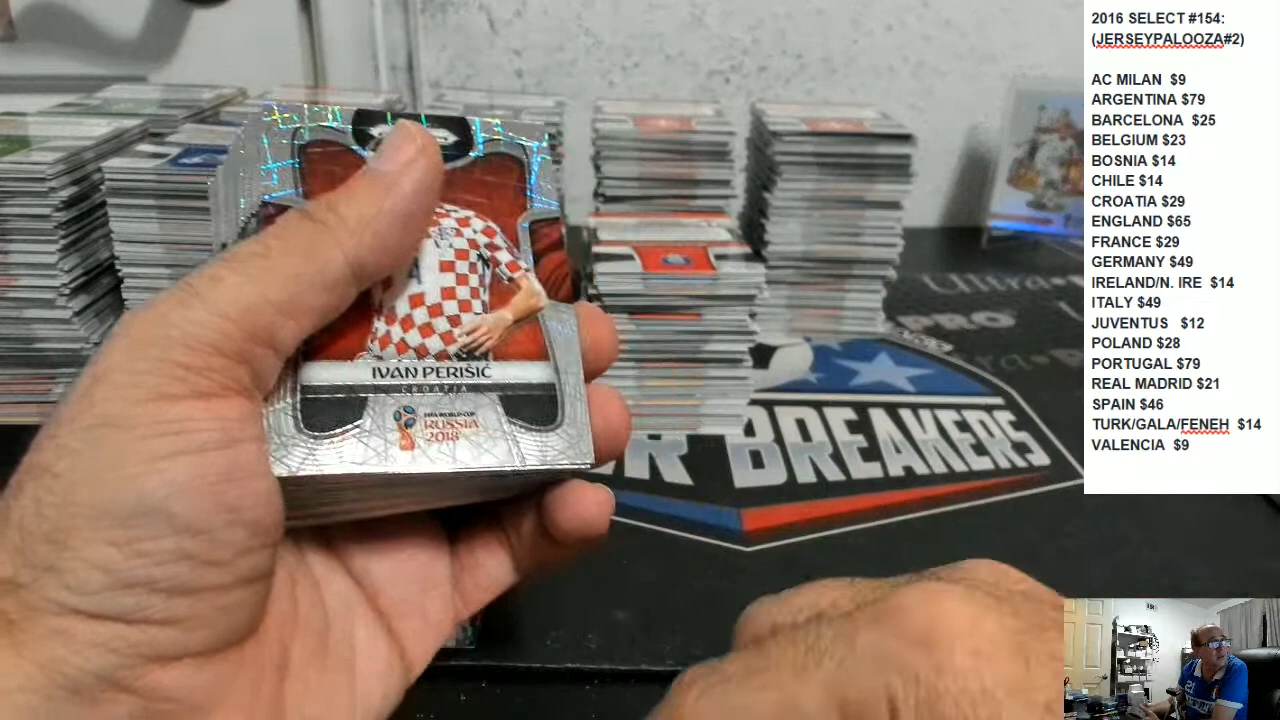 2016 SELECT #154:
(JERSEYPALOOZA#2)
AC MILAN $9
ARGENTINA $79
BARCELONA $25
BELGIUM $23
BOSNIA $14
CHILE $14
CROATIA $29
ENGLAND $65
FRANCE $29
GERMANY $49
IRELAND/N. IRE $14
ITALY $49
JUVENTUS $12
POLAND $28
PORTUGAL $79
REAL MADRID $21
SPAIN $46
TURK/GALA/FENEH $14
VALENCIA $9
IVAN PERIŠIĆ
CROATIA
FIFA WORLD CUP
RUSSIA
2018
Ultra
PRO
BREAKERS
21